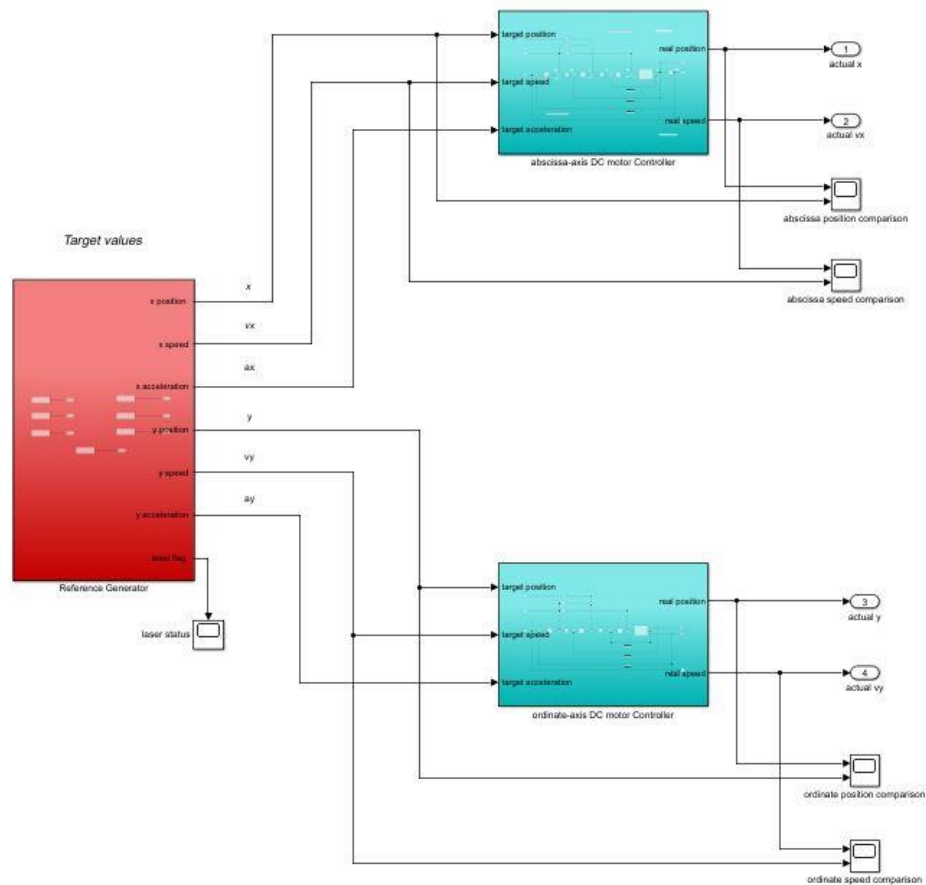 target position
target speed
target acceleration
real position
real speed
abscissa-axis DC motor Controller
1
actual x
2
actual vx
abscissa position comparison
abscissa speed comparison
Target values
x position
x speed
x acceleration
y position
y speed
y acceleration
laser flag
Reference Generator
x
vx
ax
y
vy
ay
laser status
target position
target speed
target acceleration
real position
real speed
ordinate-axis DC motor Controller
3
actual y
4
actual vy
ordinate position comparison
ordinate speed comparison